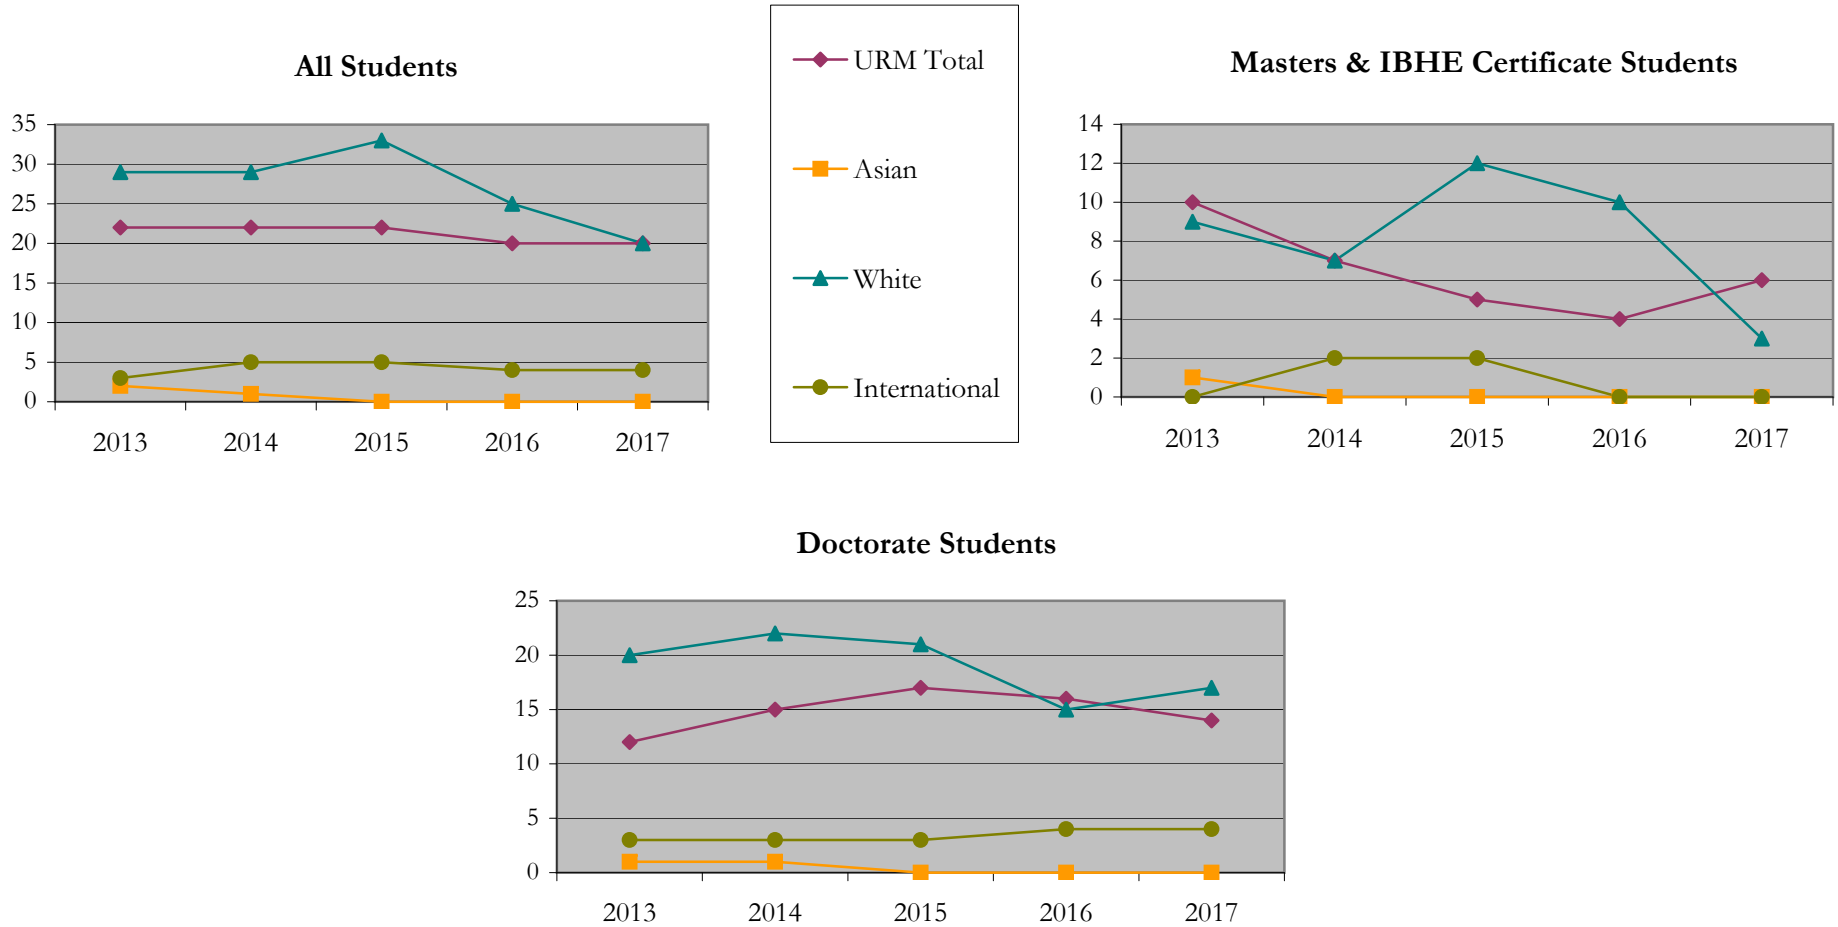 All Students
35
30
25
20
15
10
5
0
2013 2014 2015 2016 2017
URM Total
Asian
White
International
Masters & IBHE Certificate Students
14
12
10
8
6
4
2
0
2013 2014 2015 2016 2017
Doctorate Students
25
20
15
10
5
0
2013 2014 2015 2016 2017